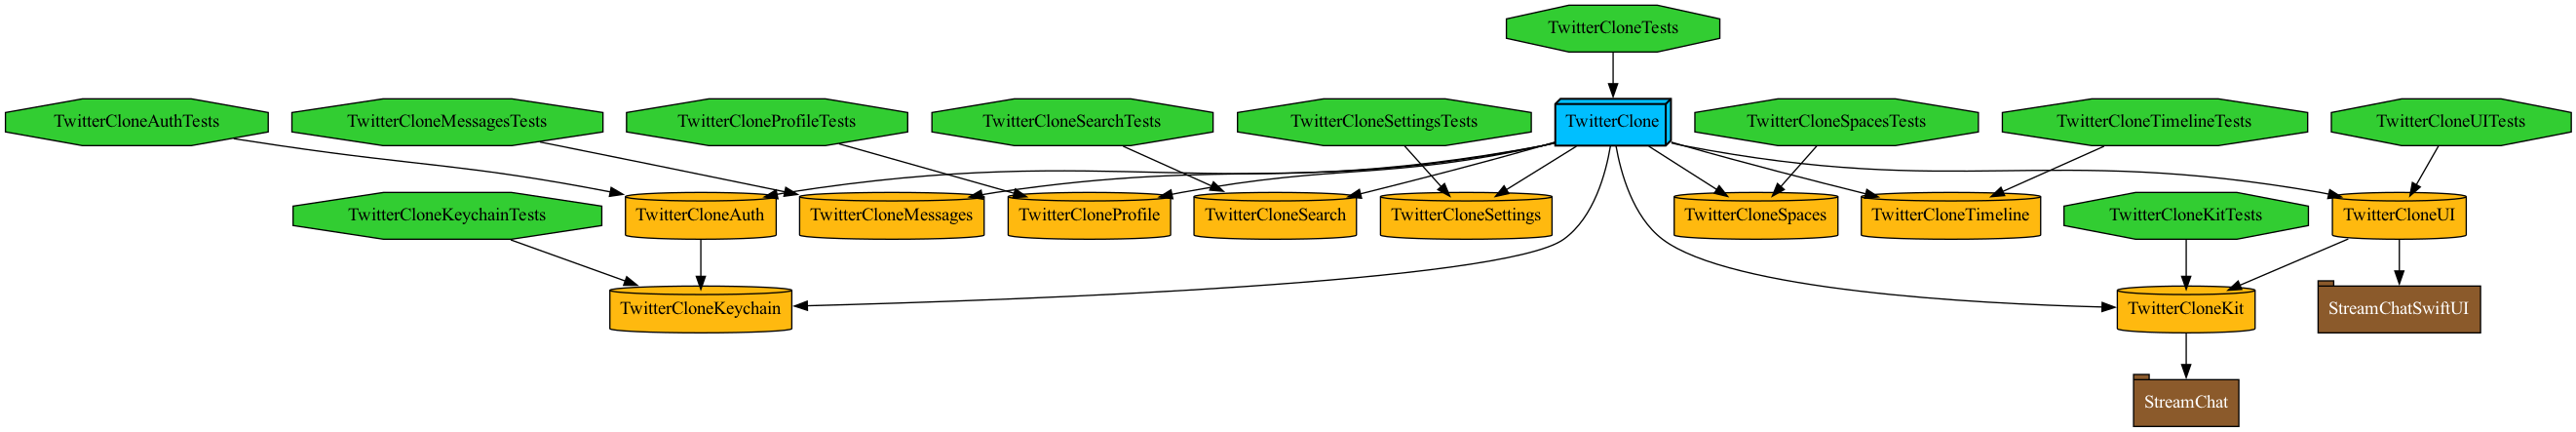 TwitterCloneTests
TwitterCloneAuthTests
TwitterCloneMessagesTests
TwitterCloneProfileTests
TwitterCloneSearchTests
TwitterCloneSettingsTests
TwitterClone
TwitterCloneSpacesTests
TwitterCloneTimelineTests
TwitterCloneUITests
TwitterCloneKeychainTests
TwitterCloneAuth
TwitterCloneMessages
TwitterCloneProfile
TwitterCloneSearch
TwitterCloneSettings
TwitterCloneSpaces
TwitterCloneTimeline
TwitterCloneKitTests
TwitterCloneUI
TwitterCloneKeychain
TwitterCloneKit
StreamChatSwiftUI
StreamChat